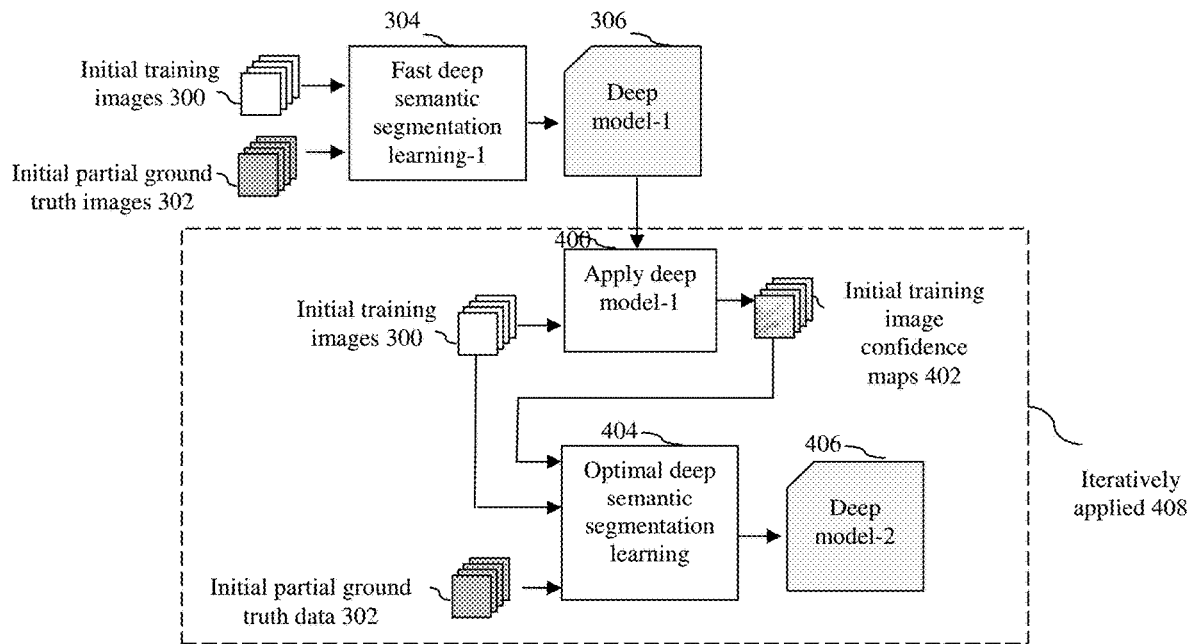 304
306
Initial training
images 300
Fast deep
semantic
segmentation
learning-1
Deep
model-1
Initial partial ground
truth images 302
400
Apply deep
model-1
Initial training
images 300
Initial training
image
confidence
maps 402
404
Optimal deep
semantic
segmentation
learning
406
Deep
model-2
Iteratively
applied 408
Initial partial ground
truth data 302